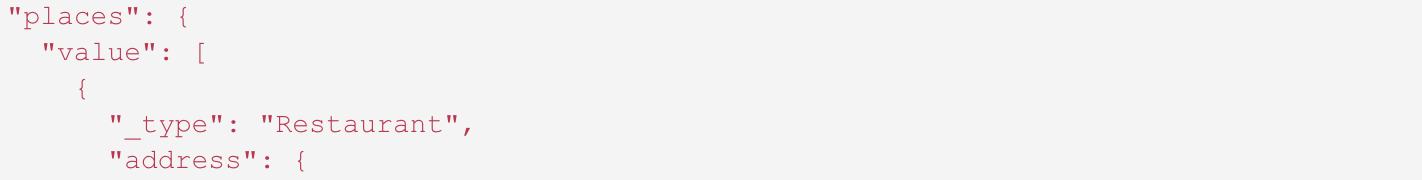 "places": {
  "value": [
    {
      "_type": "Restaurant",
      "address": {